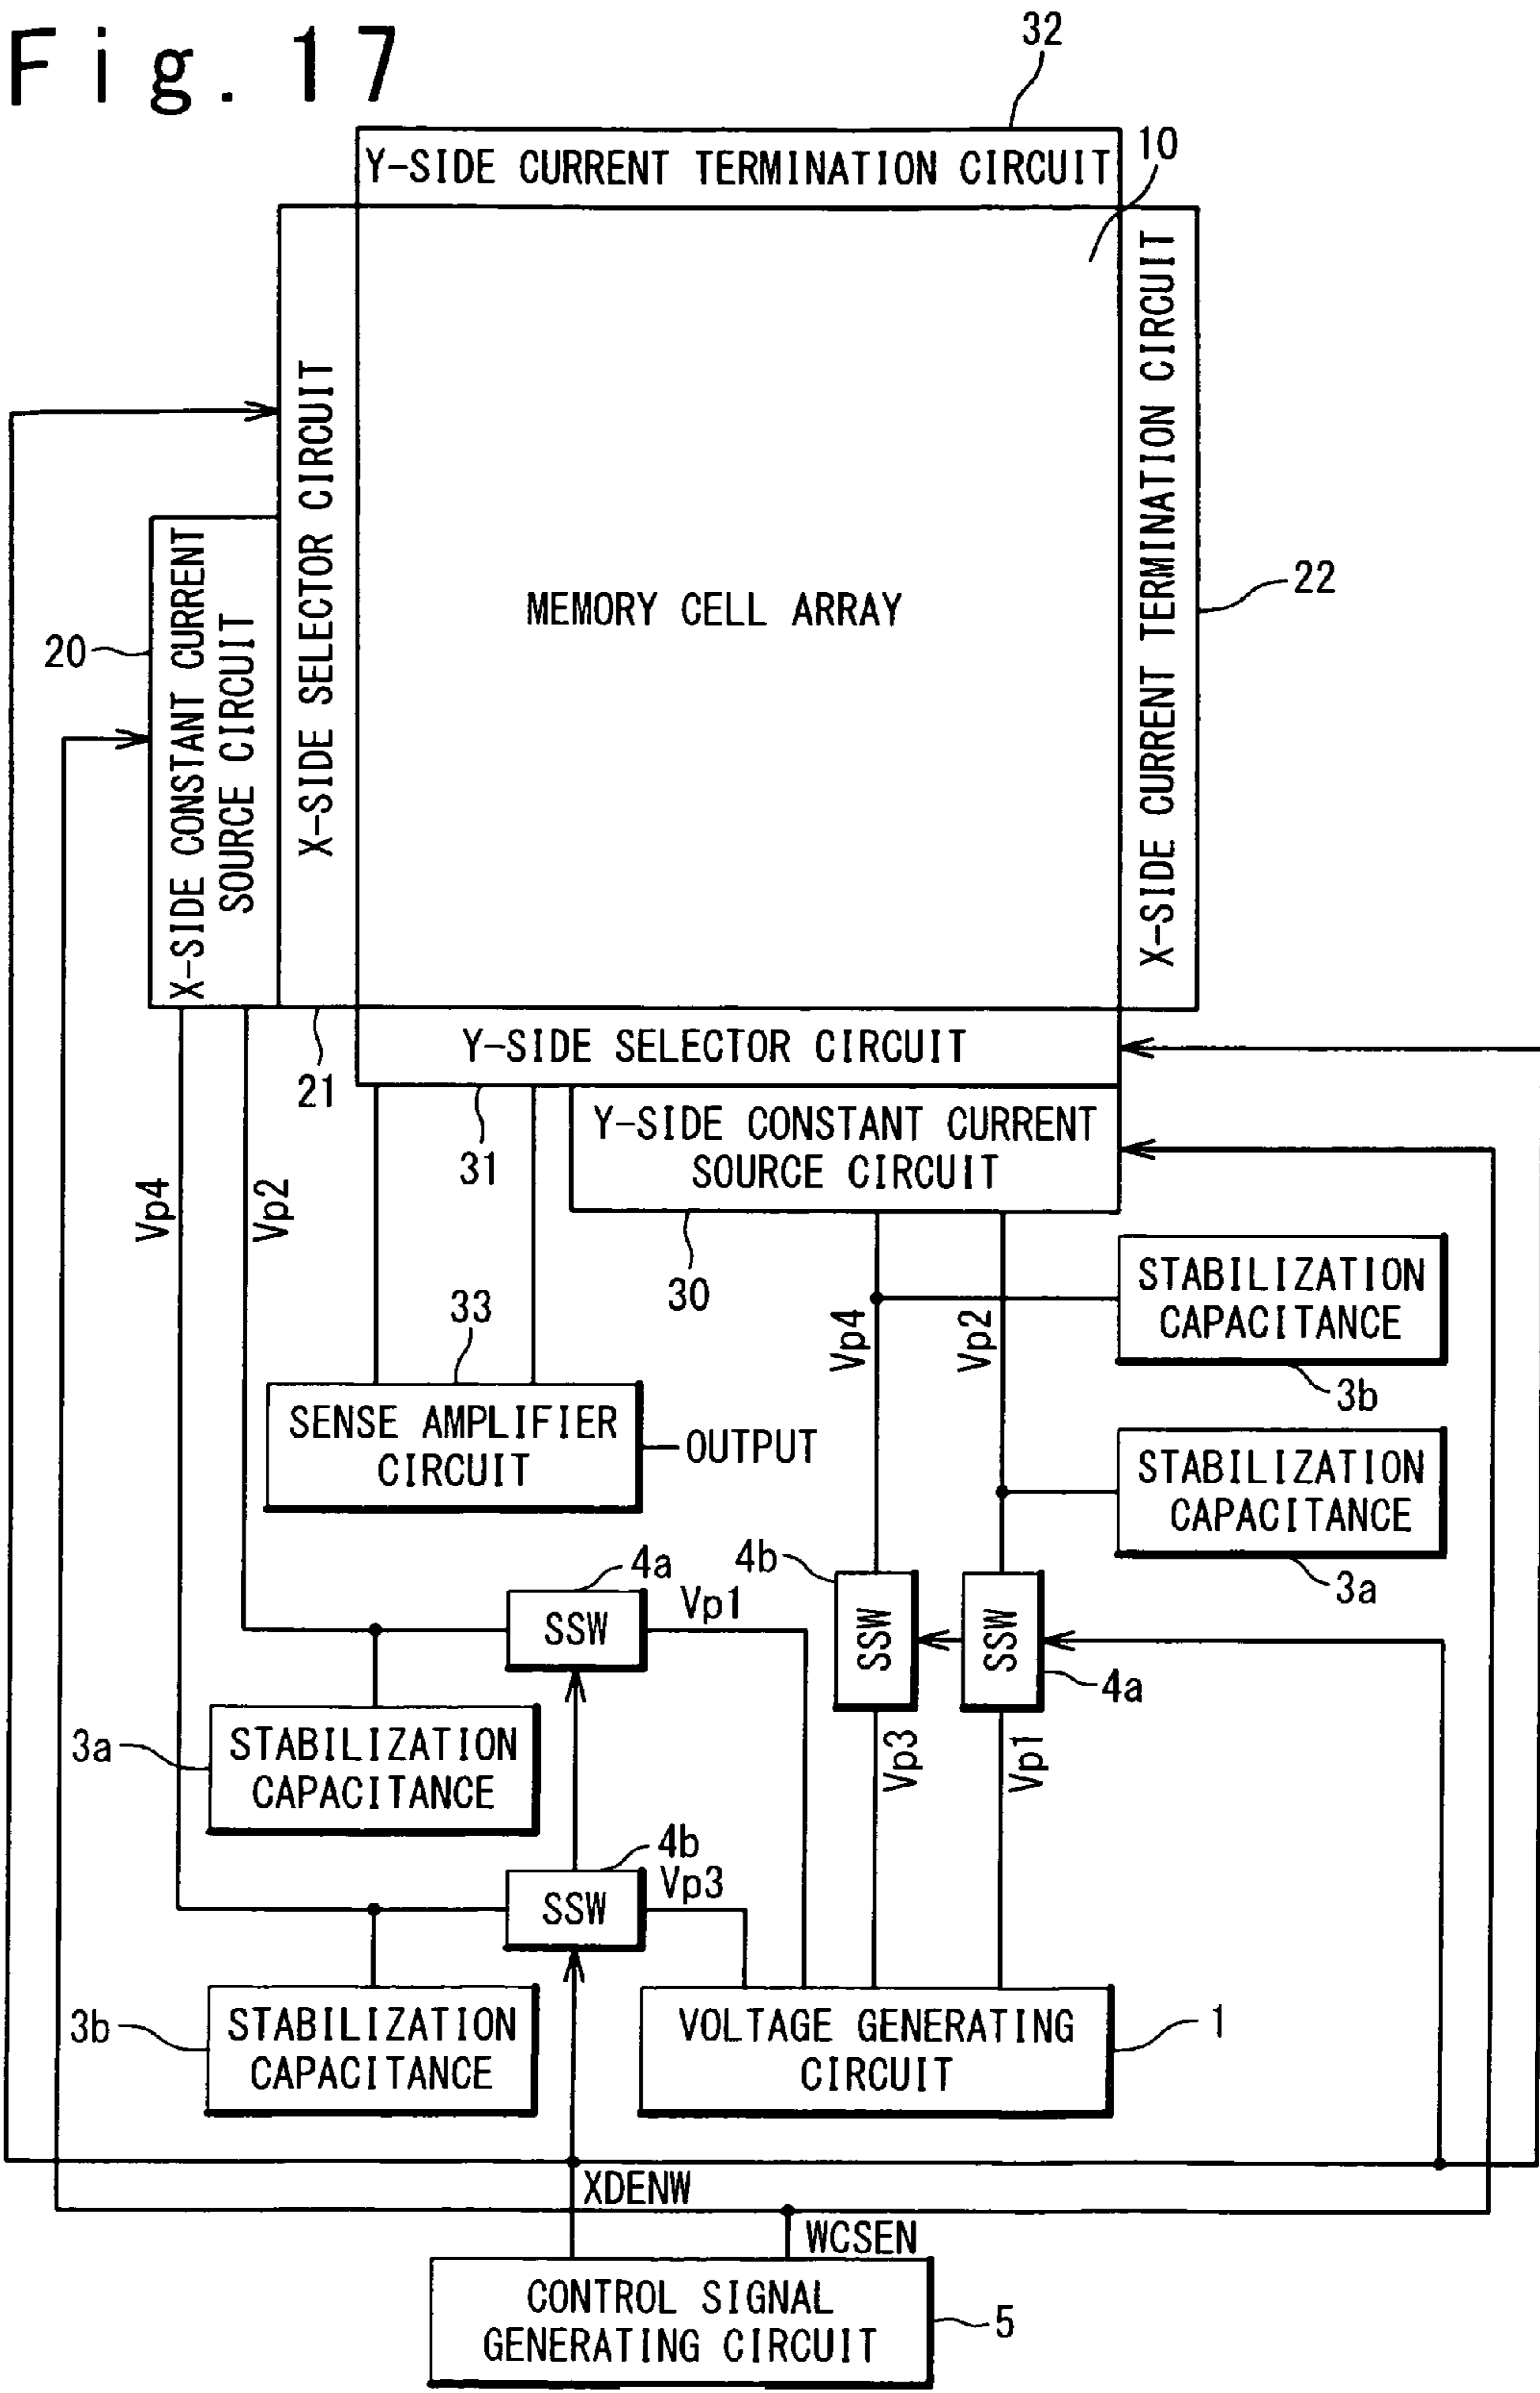 Fig. 17
32
Y-SIDE CURRENT TERMINATION CIRCUIT
10
X-SIDE CURRENT TERMINATION CIRCUIT
22
X-SIDE SELECTOR CIRCUIT
MEMORY CELL ARRAY
20
X-SIDE CONSTANT CURRENT
SOURCE CIRCUIT
21
Y-SIDE SELECTOR CIRCUIT
31
Y-SIDE CONSTANT CURRENT
SOURCE CIRCUIT
30
Vp4
Vp2
33
SENSE AMPLIFIER
CIRCUIT
OUTPUT
Vp4
Vp2
STABILIZATION
CAPACITANCE
3b
STABILIZATION
CAPACITANCE
3a
4a
SSW
Vp1
4b
SSW
SSW
4a
Vp3
Vp1
3a
STABILIZATION
CAPACITANCE
4b
SSW
Vp3
3b
STABILIZATION
CAPACITANCE
VOLTAGE GENERATING
CIRCUIT
1
XDENW
WCSEN
CONTROL SIGNAL
GENERATING CIRCUIT
5